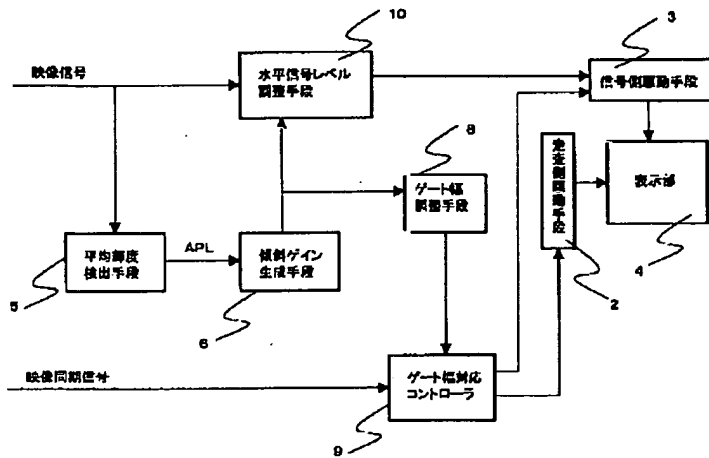 10
3
映像信号
水平信号レベル
調整手段
信号側駆動手段
8
走査側駆動手段
表示部
ゲート幅
調整手段
平均輝度
検出手段
APL
傾斜ゲイン
生成手段
5
6
2
4
映像同期信号
ゲート幅対応
コントローラ
9